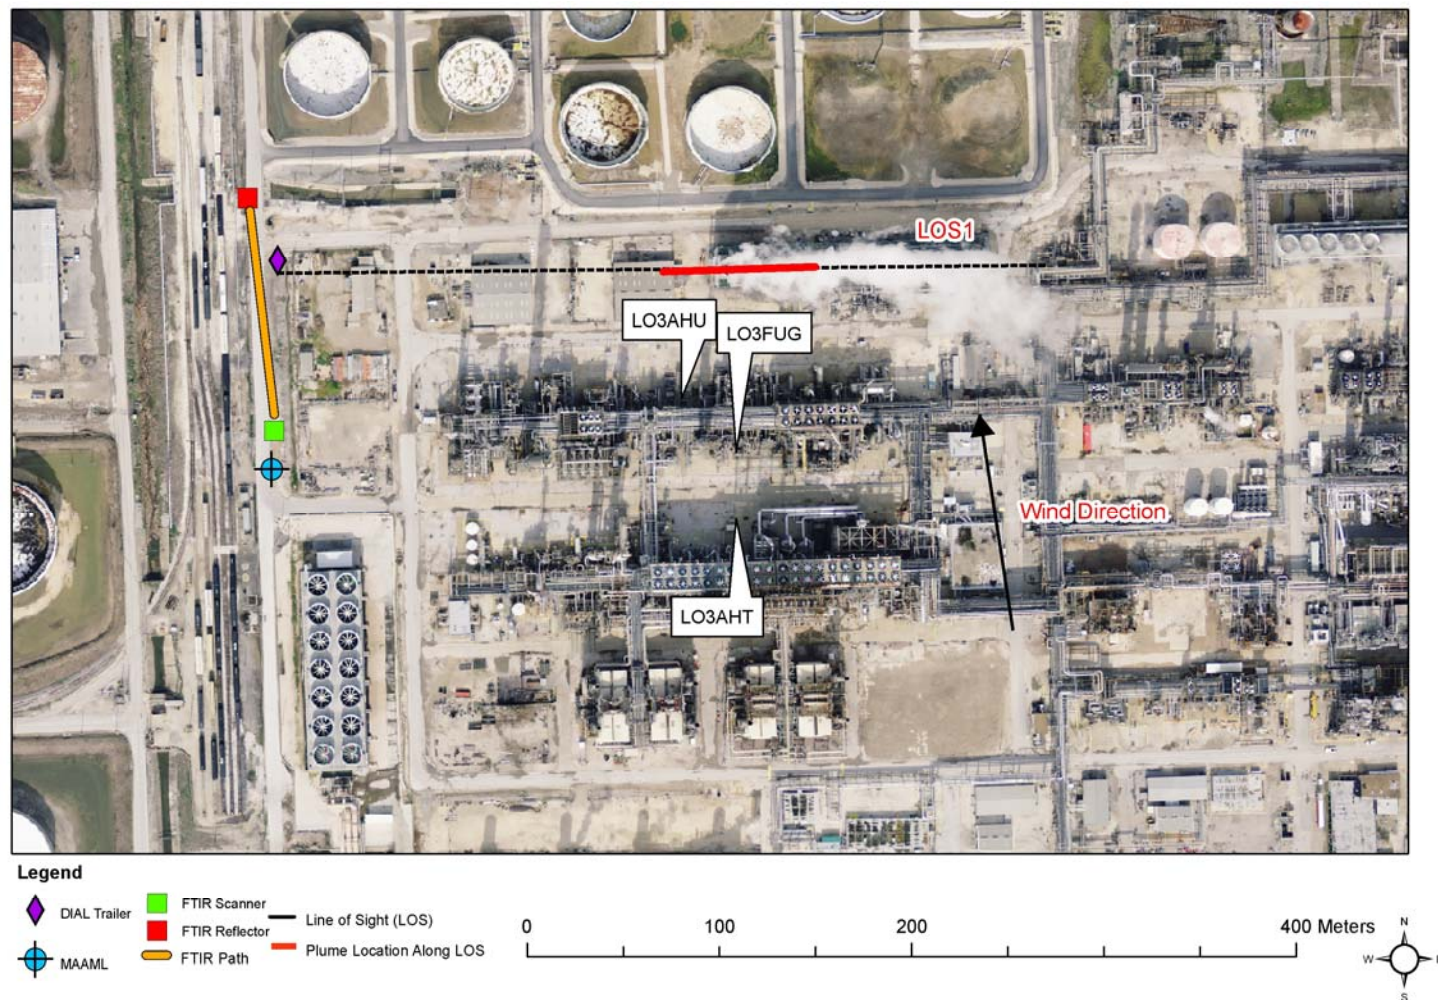 LOS1
LO3AHU
LO3FUG
Wind Direction
LO3AHT
Legend
DIAL Trailer
MAAML
FTIR Scanner
FTIR Reflector
FTIR Path
Line of Sight (LOS)
Plume Location Along LOS
0 100 200 400 Meters
N
W
S